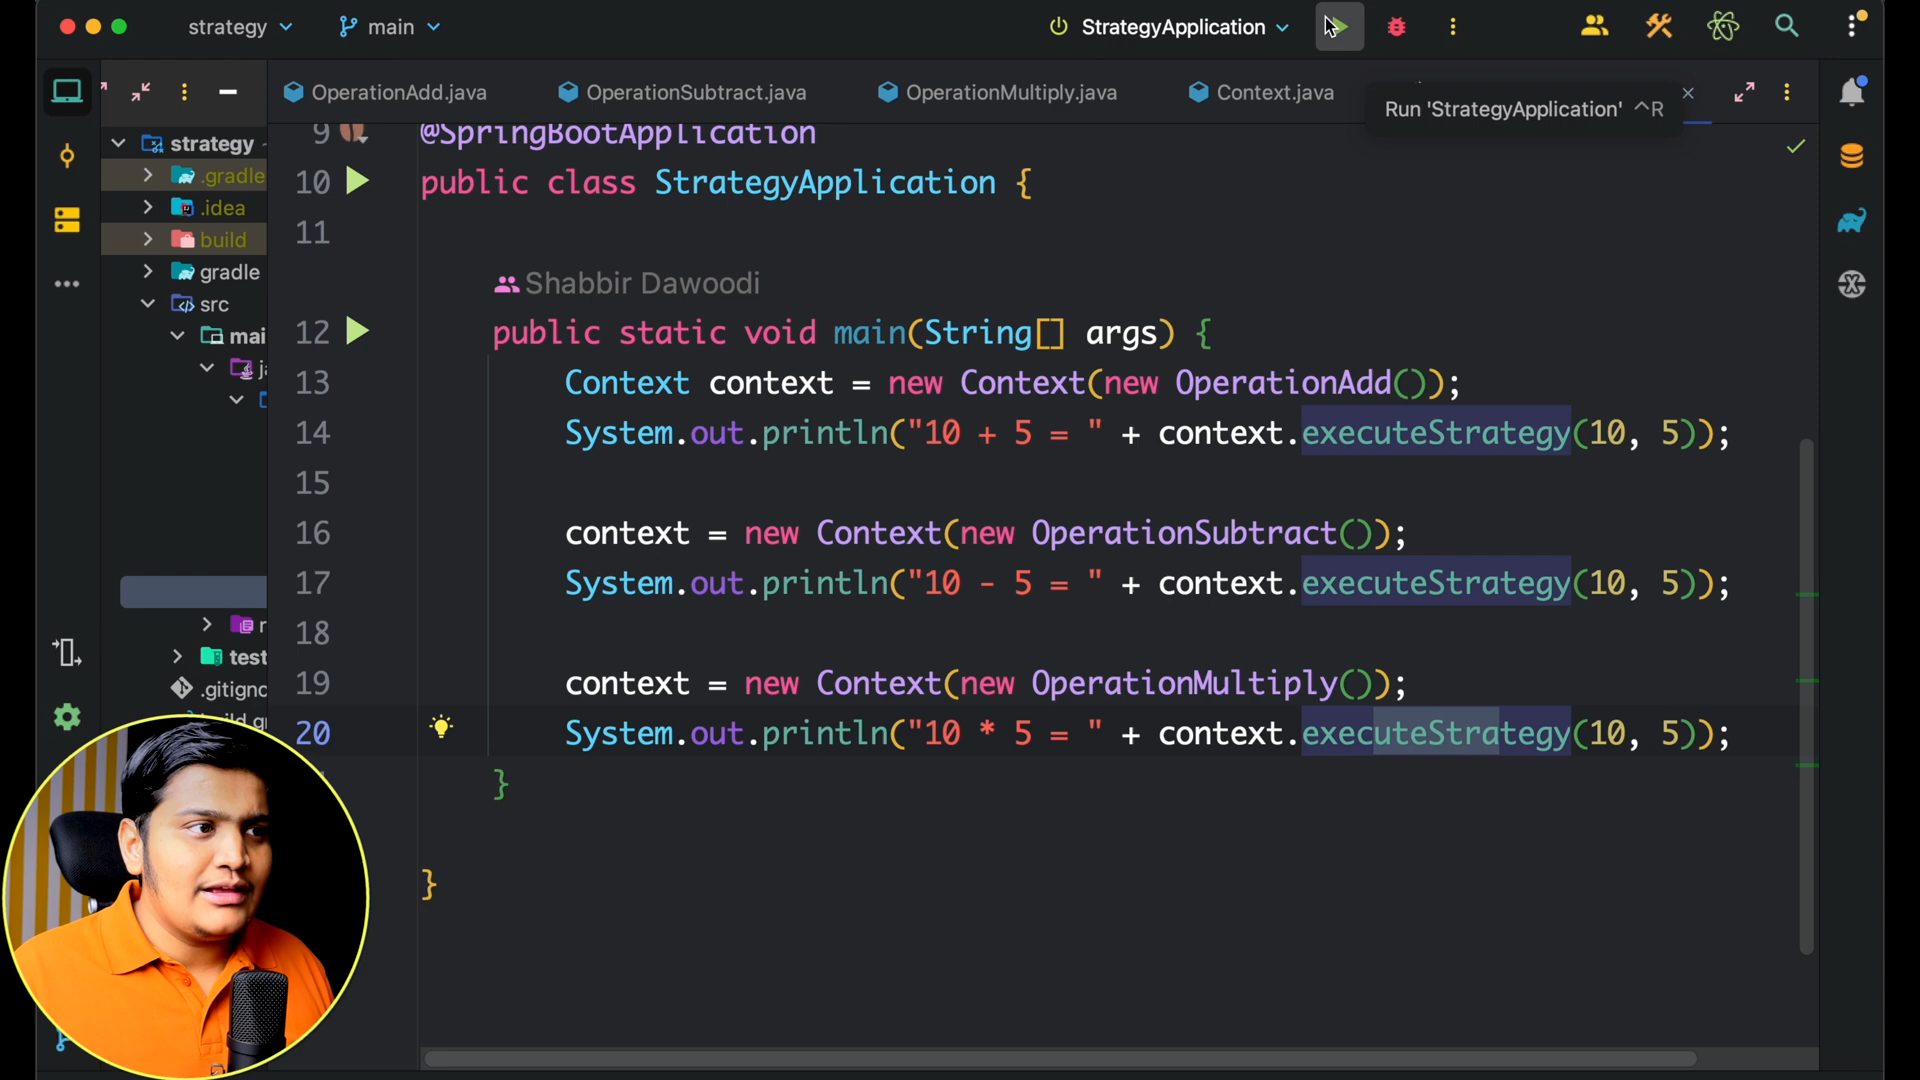 strategy
main
StrategyApplication
OperationAdd.java
OperationSubtract.java
OperationMultiply.java
Context.java
Run 'StrategyApplication' ^R
strategy
.gradle
.idea
build
gradle
src
mai
test
.gitigno
9 @SpringBootApplication
10 public class StrategyApplication {
11
Shabbir Dawoodi
12 public static void main(String[] args) {
13 Context context = new Context(new OperationAdd());
14 System.out.println("10 + 5 = " + context.executeStrategy(10, 5));
15
16 context = new Context(new OperationSubtract());
17 System.out.println("10 - 5 = " + context.executeStrategy(10, 5));
18
19 context = new Context(new OperationMultiply());
20 System.out.println("10 * 5 = " + context.executeStrategy(10, 5));
}
}